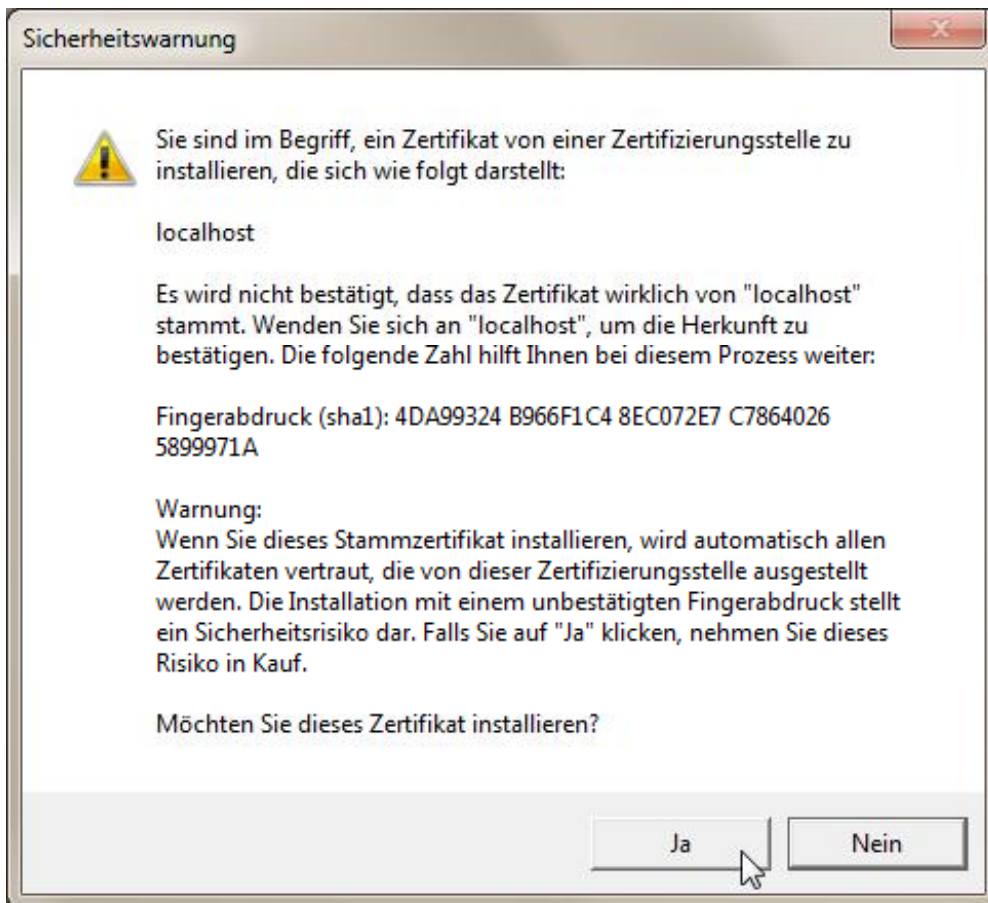 Sicherheitswarnung
Sie sind im Begriff, ein Zertifikat von einer Zertifizierungsstelle zu
installieren, die sich wie folgt darstellt:
localhost
Es wird nicht bestätigt, dass das Zertifikat wirklich von "localhost"
stammt. Wenden Sie sich an "localhost", um die Herkunft zu
bestätigen. Die folgende Zahl hilft Ihnen bei diesem Prozess weiter:
Fingerabdruck (sha1): 4DA99324 B966F1C4 8EC072E7 C7864026
5899971A
Warnung:
Wenn Sie dieses Stammzertifikat installieren, wird automatisch allen
Zertifikaten vertraut, die von dieser Zertifizierungsstelle ausgestellt
werden. Die Installation mit einem unbestätigten Fingerabdruck stellt
ein Sicherheitsrisiko dar. Falls Sie auf "Ja" klicken, nehmen Sie dieses
Risiko in Kauf.
Möchten Sie dieses Zertifikat installieren?
Ja
Nein